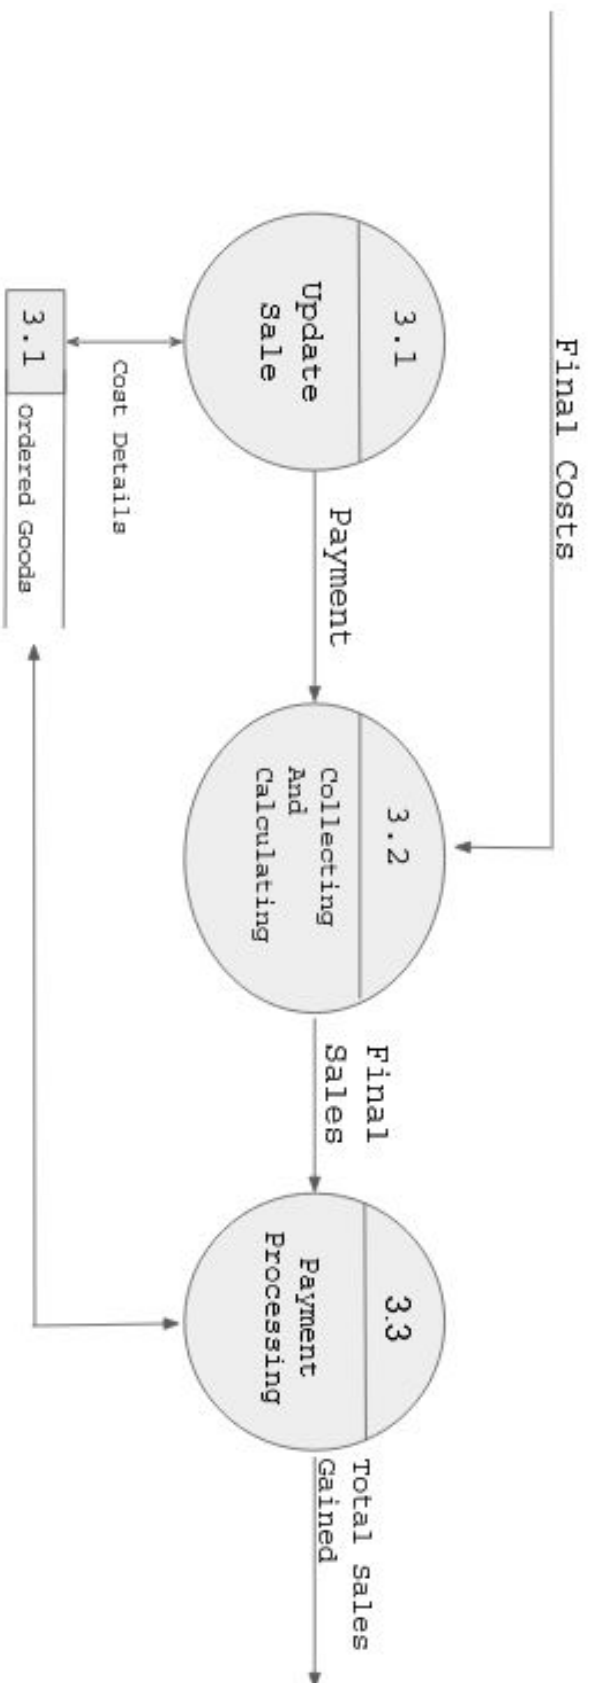 Final Costs
3.1
Update
Sale
Payment
3.2
Collecting
And
Calculating
Final
Sales
3.3
Payment
Processing
Total Sales
Gained
Cost Details
3.1
Ordered Goods